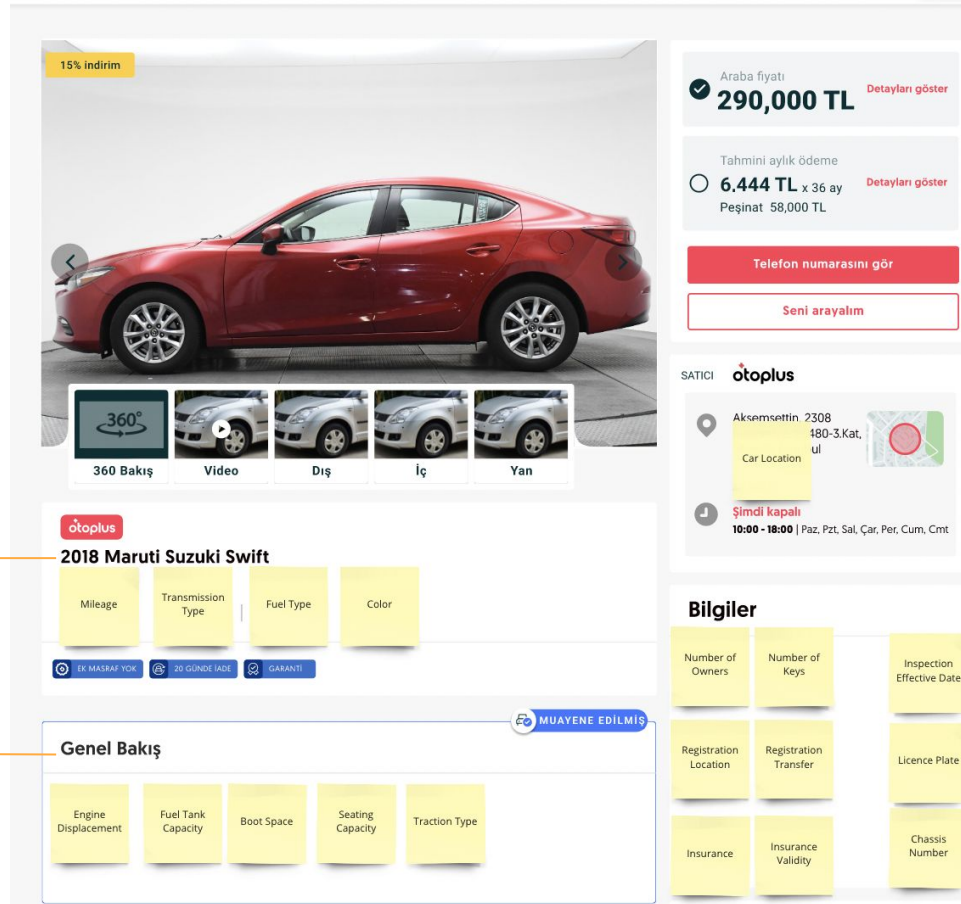 15% indirim
360°
360 Bakış
Video
Dış
İç
Yan
otoplus
2018 Maruti Suzuki Swift
Mileage
Transmission
Type
Fuel Type
Color
EK MASRAF YOK
20 GÜNDE İADE
GARANTİ
MUAYENE EDİLMİŞ
Genel Bakış
Engine
Displacement
Fuel Tank
Capacity
Boot Space
Seating
Capacity
Traction Type
Araba fiyatı
290,000 TL
Detayları göster
Tahmini aylık ödeme
6.444 TL x 36 ay
Detayları göster
Peşinat 58,000 TL
Telefon numarasını gör
Seni arayalım
SATICI otoplus
Akşemsettin, 2308
480-3.Kat,
ul
Car Location
Şimdi kapalı
10:00 - 18:00 | Paz, Pzt, Sal, Çar, Per, Cum, Cmt
Bilgiler
Number of
Owners
Number of
Keys
Inspection
Effective Date
Registration
Location
Registration
Transfer
Licence Plate
Insurance
Insurance
Validity
Chassis
Number